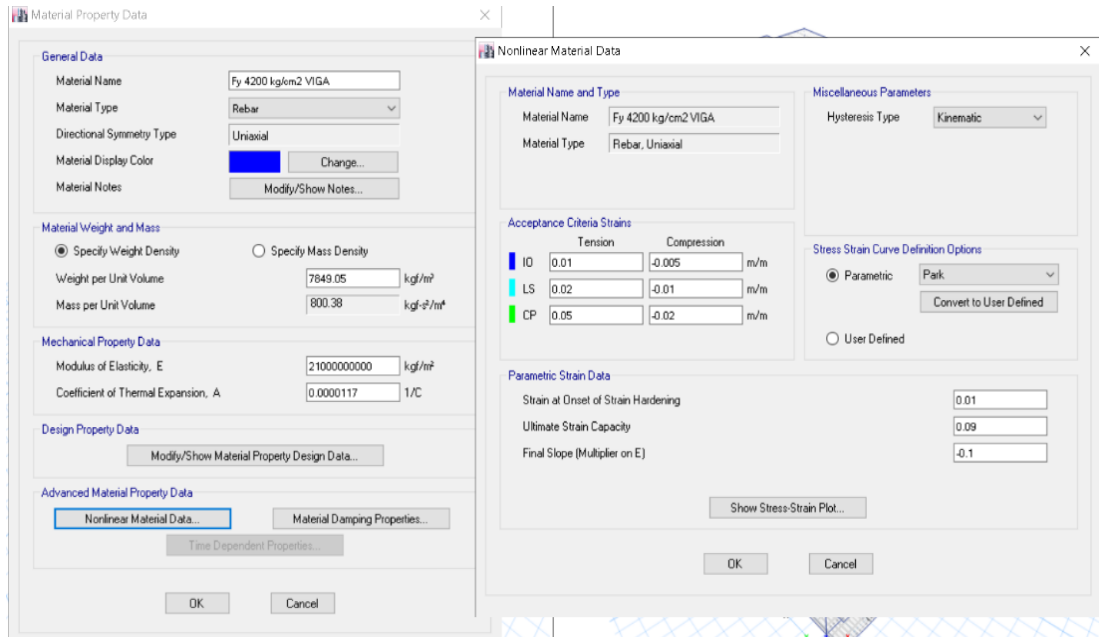 Material Property Data
General Data
Material Name
Fy 4200 kg/cm2 VIGA
Material Type
Rebar
Directional Symmetry Type
Uniaxial
Material Display Color
Change...
Material Notes
Modify/Show Notes...
Material Weight and Mass
Specify Weight Density
Specify Mass Density
Weight per Unit Volume
7849.05
kgf/m³
Mass per Unit Volume
800.38
kgf-s²/m⁴
Mechanical Property Data
Modulus of Elasticity, E
21000000000
kgf/m²
Coefficient of Thermal Expansion, A
0.0000117
1/C
Design Property Data
Modify/Show Material Property Design Data...
Advanced Material Property Data
Nonlinear Material Data...
Material Damping Properties...
Time Dependent Properties...
OK
Cancel
Nonlinear Material Data
Material Name and Type
Material Name
Fy 4200 kg/cm2 VIGA
Material Type
Rebar, Uniaxial
Miscellaneous Parameters
Hysteresis Type
Kinematic
Acceptance Criteria Strains
Tension
Compression
IO
0.01
-0.005
m/m
LS
0.02
-0.01
m/m
CP
0.05
-0.02
m/m
Stress Strain Curve Definition Options
Parametric
Park
Convert to User Defined
User Defined
Parametric Strain Data
Strain at Onset of Strain Hardening
0.01
Ultimate Strain Capacity
0.09
Final Slope (Multiplier on E)
-0.1
Show Stress-Strain Plot...
OK
Cancel